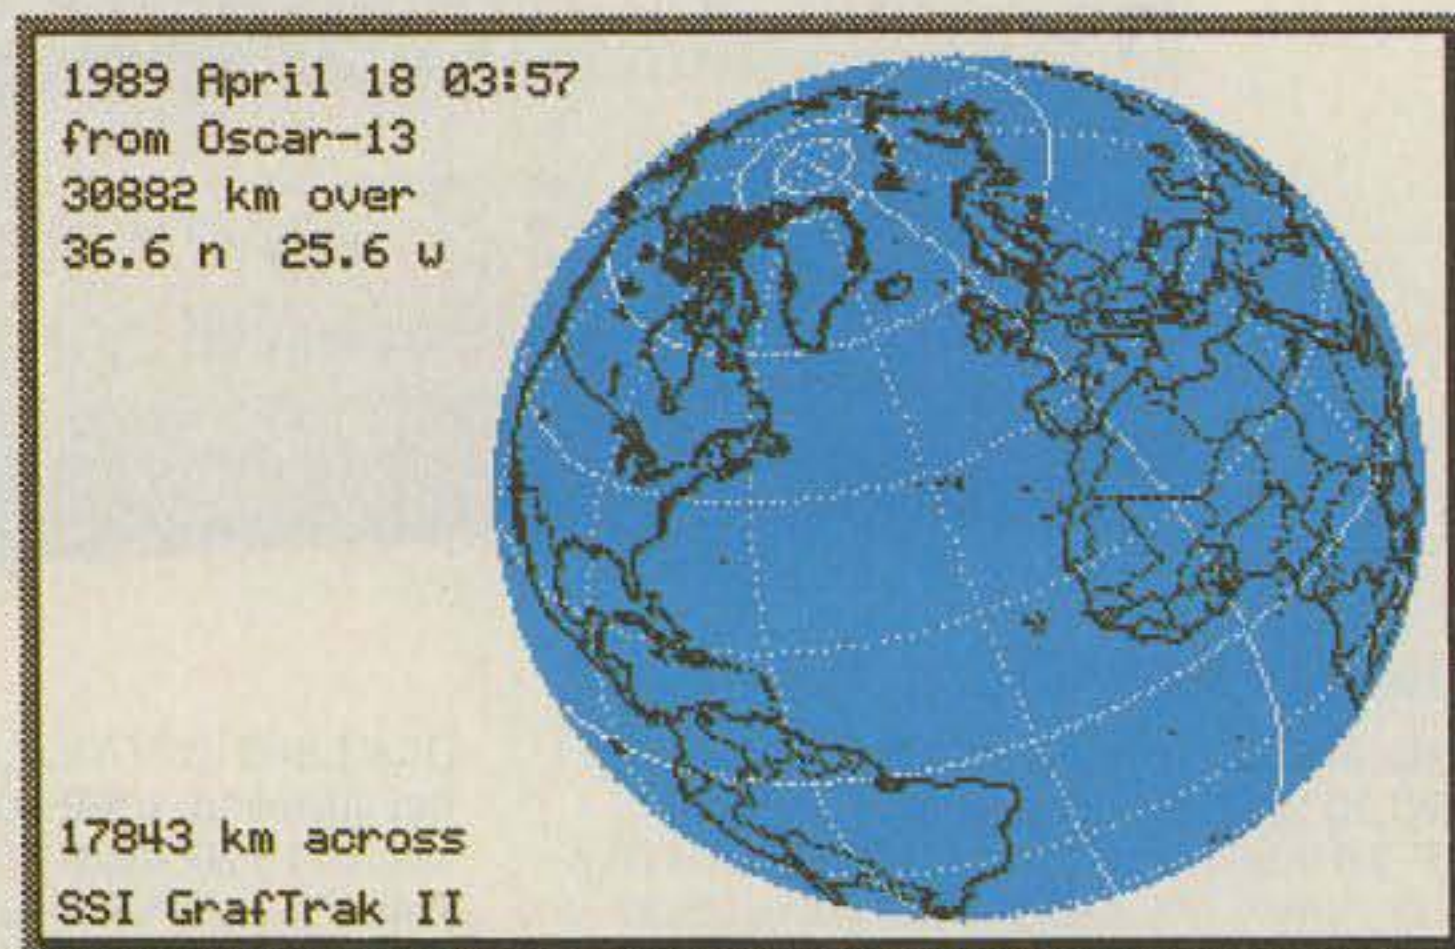 1989 April 18 03:57
from Oscar-13
30882 km over
36.6 n 25.6 w
17843 km across
SSI GrafTrak II